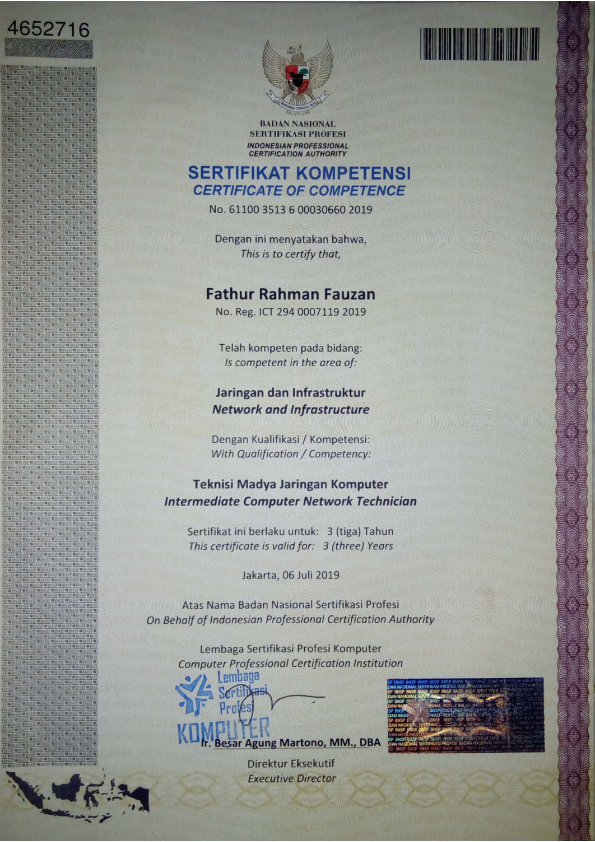 4652716
BADAN NASIONAL
SERTIFIKASI PROFESI
INDONESIAN PROFESSIONAL
CERTIFICATION AUTHORITY
SERTIFIKAT KOMPETENSI
CERTIFICATE OF COMPETENCE
No. 61100 3513 6 00030660 2019
Dengan ini menyatakan bahwa,
This is to certify that,
Fathur Rahman Fauzan
No. Reg. ICT 294 0007119 2019
Telah kompeten pada bidang:
Is competent in the area of:
Jaringan dan Infrastruktur
Network and Infrastructure
Dengan Kualifikasi / Kompetensi:
With Qualification / Competency:
Teknisi Madya Jaringan Komputer
Intermediate Computer Network Technician
Sertifikat ini berlaku untuk: 3 (tiga) Tahun
This certificate is valid for: 3 (three) Years
Jakarta, 06 Juli 2019
Atas Nama Badan Nasional Sertifikasi Profesi
On Behalf of Indonesian Professional Certification Authority
Lembaga Sertifikasi Profesi Komputer
Computer Professional Certification Institution
Lembaga
Sertifikasi
Profesi
KOMPUTER
Ir. Besar Agung Martono, MM., DBA
Direktur Eksekutif
Executive Director